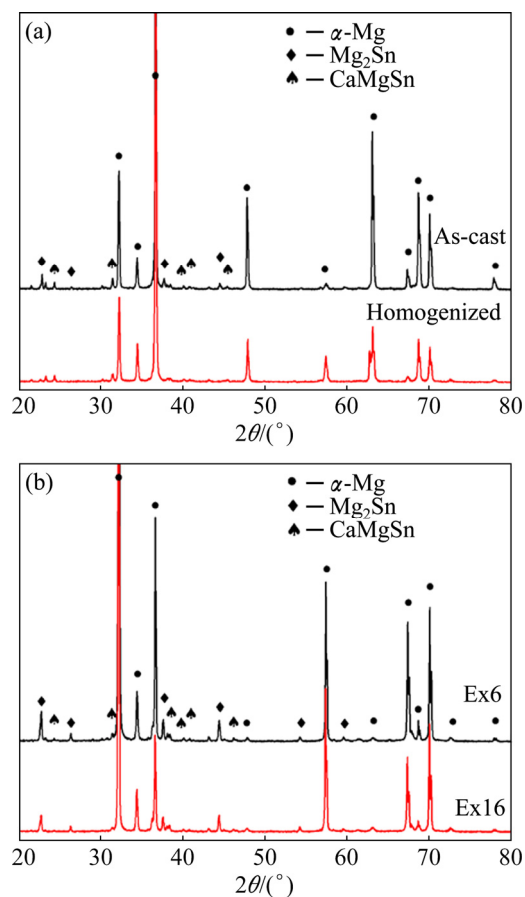 (a)
● — α-Mg
♦ — Mg₂Sn
♠ — CaMgSn
As-cast
Homogenized
20 30 40 50 60 70 80
2θ/(°)
(b)
● — α-Mg
♦ — Mg₂Sn
♠ — CaMgSn
Ex6
Ex16
20 30 40 50 60 70 80
2θ/(°)